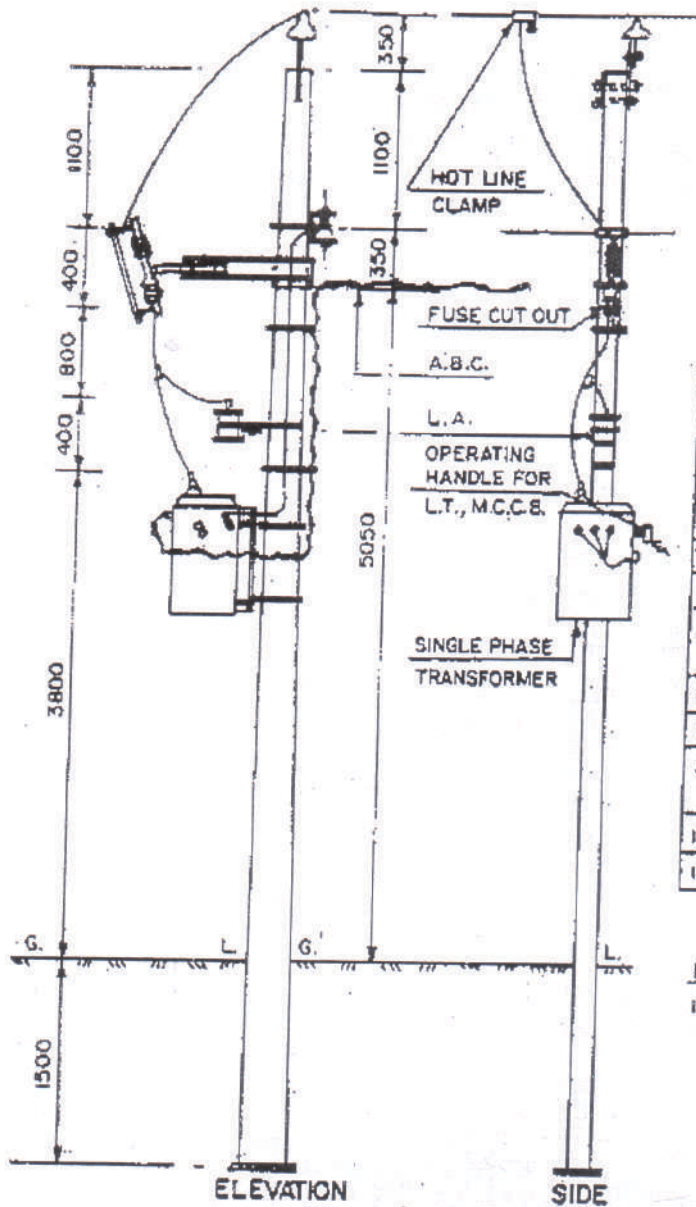 350
1100
1100
HOT LINE
CLAMP
400
350
FUSE CUT OUT
800
A.B.C.
400
L.A.
OPERATING
HANDLE FOR
L.T., M.C.C.B.
5050
SINGLE PHASE
TRANSFORMER
3800
G. L. G.' L.
1500
ELEVATION SIDE